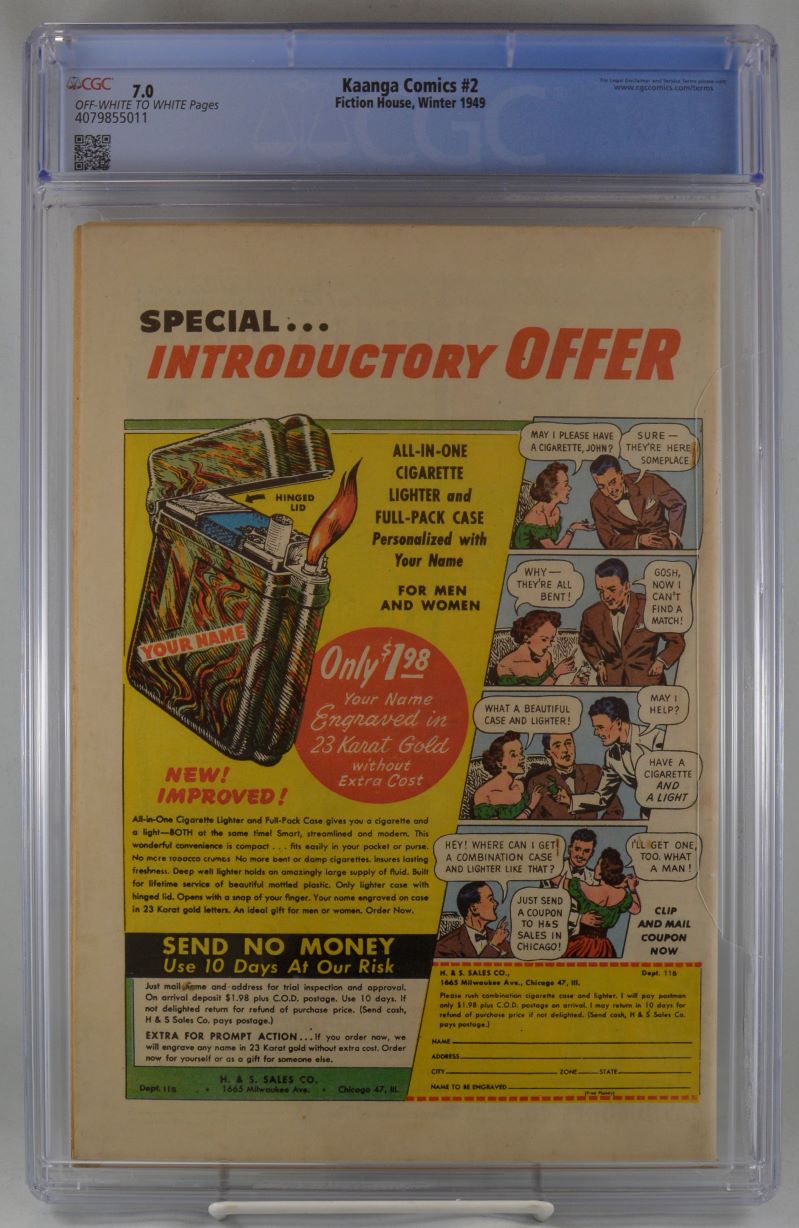 CGC 7.0
OFF-WHITE TO WHITE Pages
4079855011
Kaanga Comics #2
Fiction House, Winter 1949
For Legal Disclaimer and Service Terms please visit
www.cgccomics.com/terms
CGC
SPECIAL...
INTRODUCTORY OFFER
HINGED
LID
YOUR NAME
ALL-IN-ONE
CIGARETTE
LIGHTER and
FULL-PACK CASE
Personalized with
Your Name
FOR MEN
AND WOMEN
Only $1.98
Your Name
Engraved in
23 Karat Gold
without
Extra Cost
NEW!
IMPROVED!
All-in-One Cigarette Lighter and Full-Pack Case gives you a cigarette and
a light—BOTH at the same time! Smart, streamlined and modern. This
wonderful convenience is compact . . . fits easily in your pocket or purse.
No more tobacco crumbs No more bent or damp cigarettes. Insures lasting
freshness. Deep well lighter holds an amazingly large supply of fluid. Built
for lifetime service of beautiful mottled plastic. Only lighter case with
hinged lid. Opens with a snap of your finger. Your name engraved on case
in 23 Karat gold letters. An ideal gift for men or women. Order Now.
MAY I PLEASE HAVE
A CIGARETTE, JOHN?
SURE —
THEY'RE HERE
SOMEPLACE
WHY —
THEY'RE ALL
BENT!
GOSH,
NOW I
CAN'T
FIND A
MATCH!
WHAT A BEAUTIFUL
CASE AND LIGHTER!
MAY I
HELP?
HAVE A
CIGARETTE
AND
A LIGHT
HEY! WHERE CAN I GET
A COMBINATION CASE
AND LIGHTER LIKE THAT?
I'LL GET ONE,
TOO. WHAT
A MAN!
JUST SEND
A COUPON
TO H&S
SALES IN
CHICAGO!
CLIP
AND MAIL
COUPON
NOW
SEND NO MONEY
Use 10 Days At Our Risk
Just mail name and address for trial inspection and approval.
On arrival deposit $1.98 plus C.O.D. postage. Use 10 days. If
not delighted return for refund of purchase price. (Send cash,
H & S Sales Co. pays postage.)
EXTRA FOR PROMPT ACTION . . . If you order now, we
will engrave any name in 23 Karat gold without extra cost. Order
now for yourself or as a gift for someone else.
H. & S. SALES CO.
Dept. 116 • 1665 Milwaukee Ave. • Chicago 47, Ill.
H. & S. SALES CO., Dept. 116
1665 Milwaukee Ave., Chicago 47, Ill.
Please rush combination cigarette case and lighter. I will pay postman
only $1.98 plus C.O.D. postage on arrival. I may return in 10 days for
refund of purchase price if not delighted. (Send cash, H & S Sales Co.
pays postage.)
NAME
ADDRESS
CITY ZONE STATE
NAME TO BE ENGRAVED
(Print Plainly)